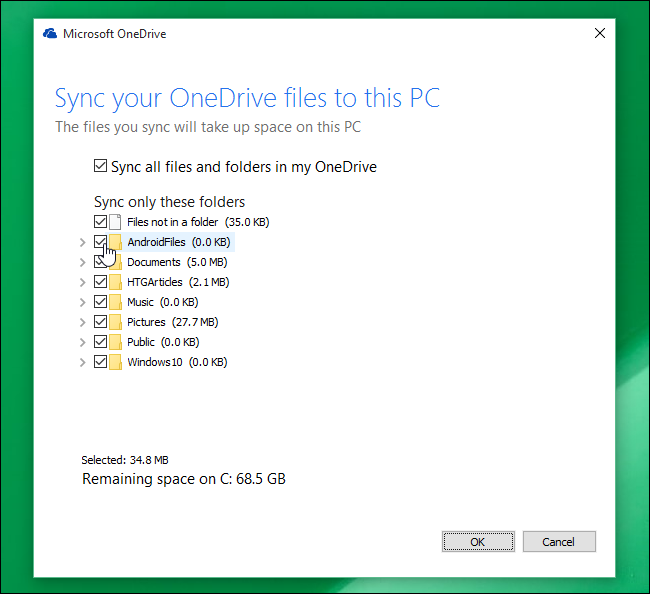 Microsoft OneDrive
Sync your OneDrive files to this PC
The files you sync will take up space on this PC
Sync all files and folders in my OneDrive
Sync only these folders
Files not in a folder (35.0 KB)
AndroidFiles (0.0 KB)
Documents (5.0 MB)
HTGArticles (2.1 MB)
Music (0.0 KB)
Pictures (27.7 MB)
Public (0.0 KB)
Windows10 (0.0 KB)
Selected: 34.8 MB
Remaining space on C: 68.5 GB
OK Cancel